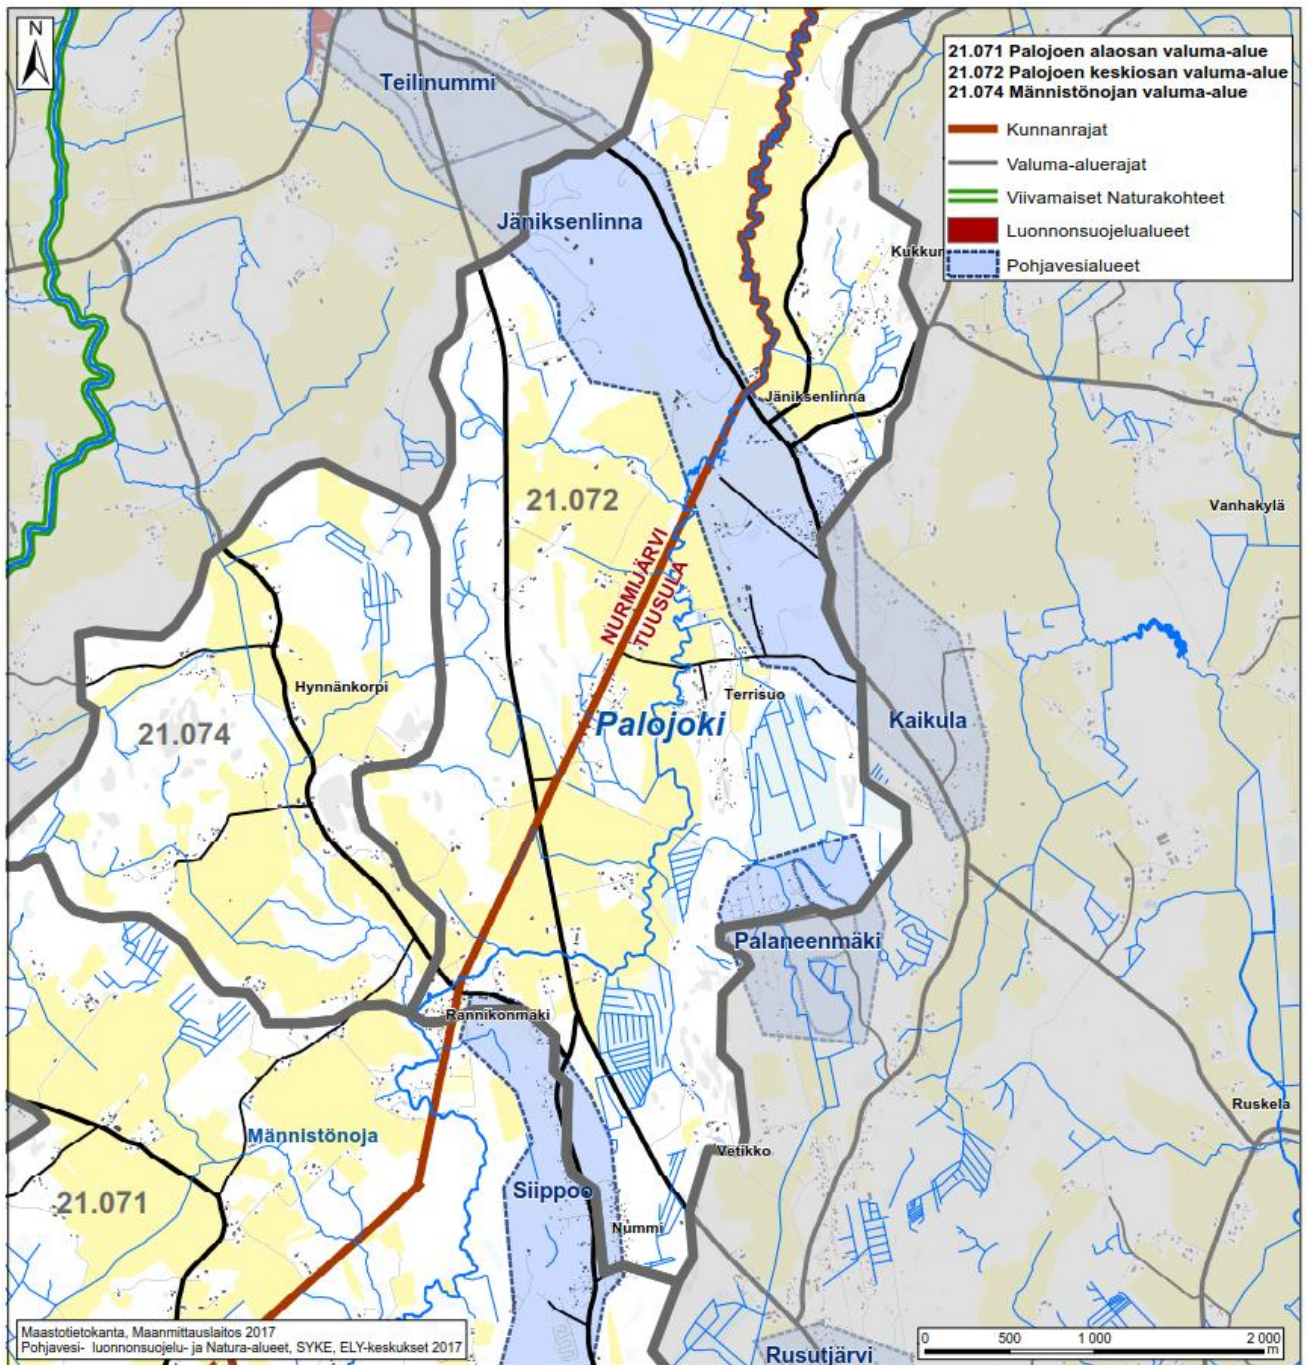 N
21.071 Palojoen alaosan valuma-alue
21.072 Palojoen keskiosan valuma-alue
21.074 Männistönojan valuma-alue
Kunnanrajat
Valuma-aluerajat
Viivamaiset Naturakohteet
Luonnonsuojelualueet
Pohjavesialueet
Teilinummi
Jäniksenlinna
Kukkur
Jäniksenlinna
21.072
Vanhakylä
NURMIJÄRVI
TUUSULA
Hynnänkorpi
Terrisuo
21.074
Palojoki
Kaikula
Palaneenmäki
Rannikonmäki
Ruskela
Männistönoja
Vetikko
21.071
Siippoo
Nummi
Maastotietokanta, Maanmittauslaitos 2017
Pohjavesi- luonnonsuojelu- ja Natura-alueet, SYKE, ELY-keskukset 2017
0 500 1 000 2 000
m
Rusutjärvi